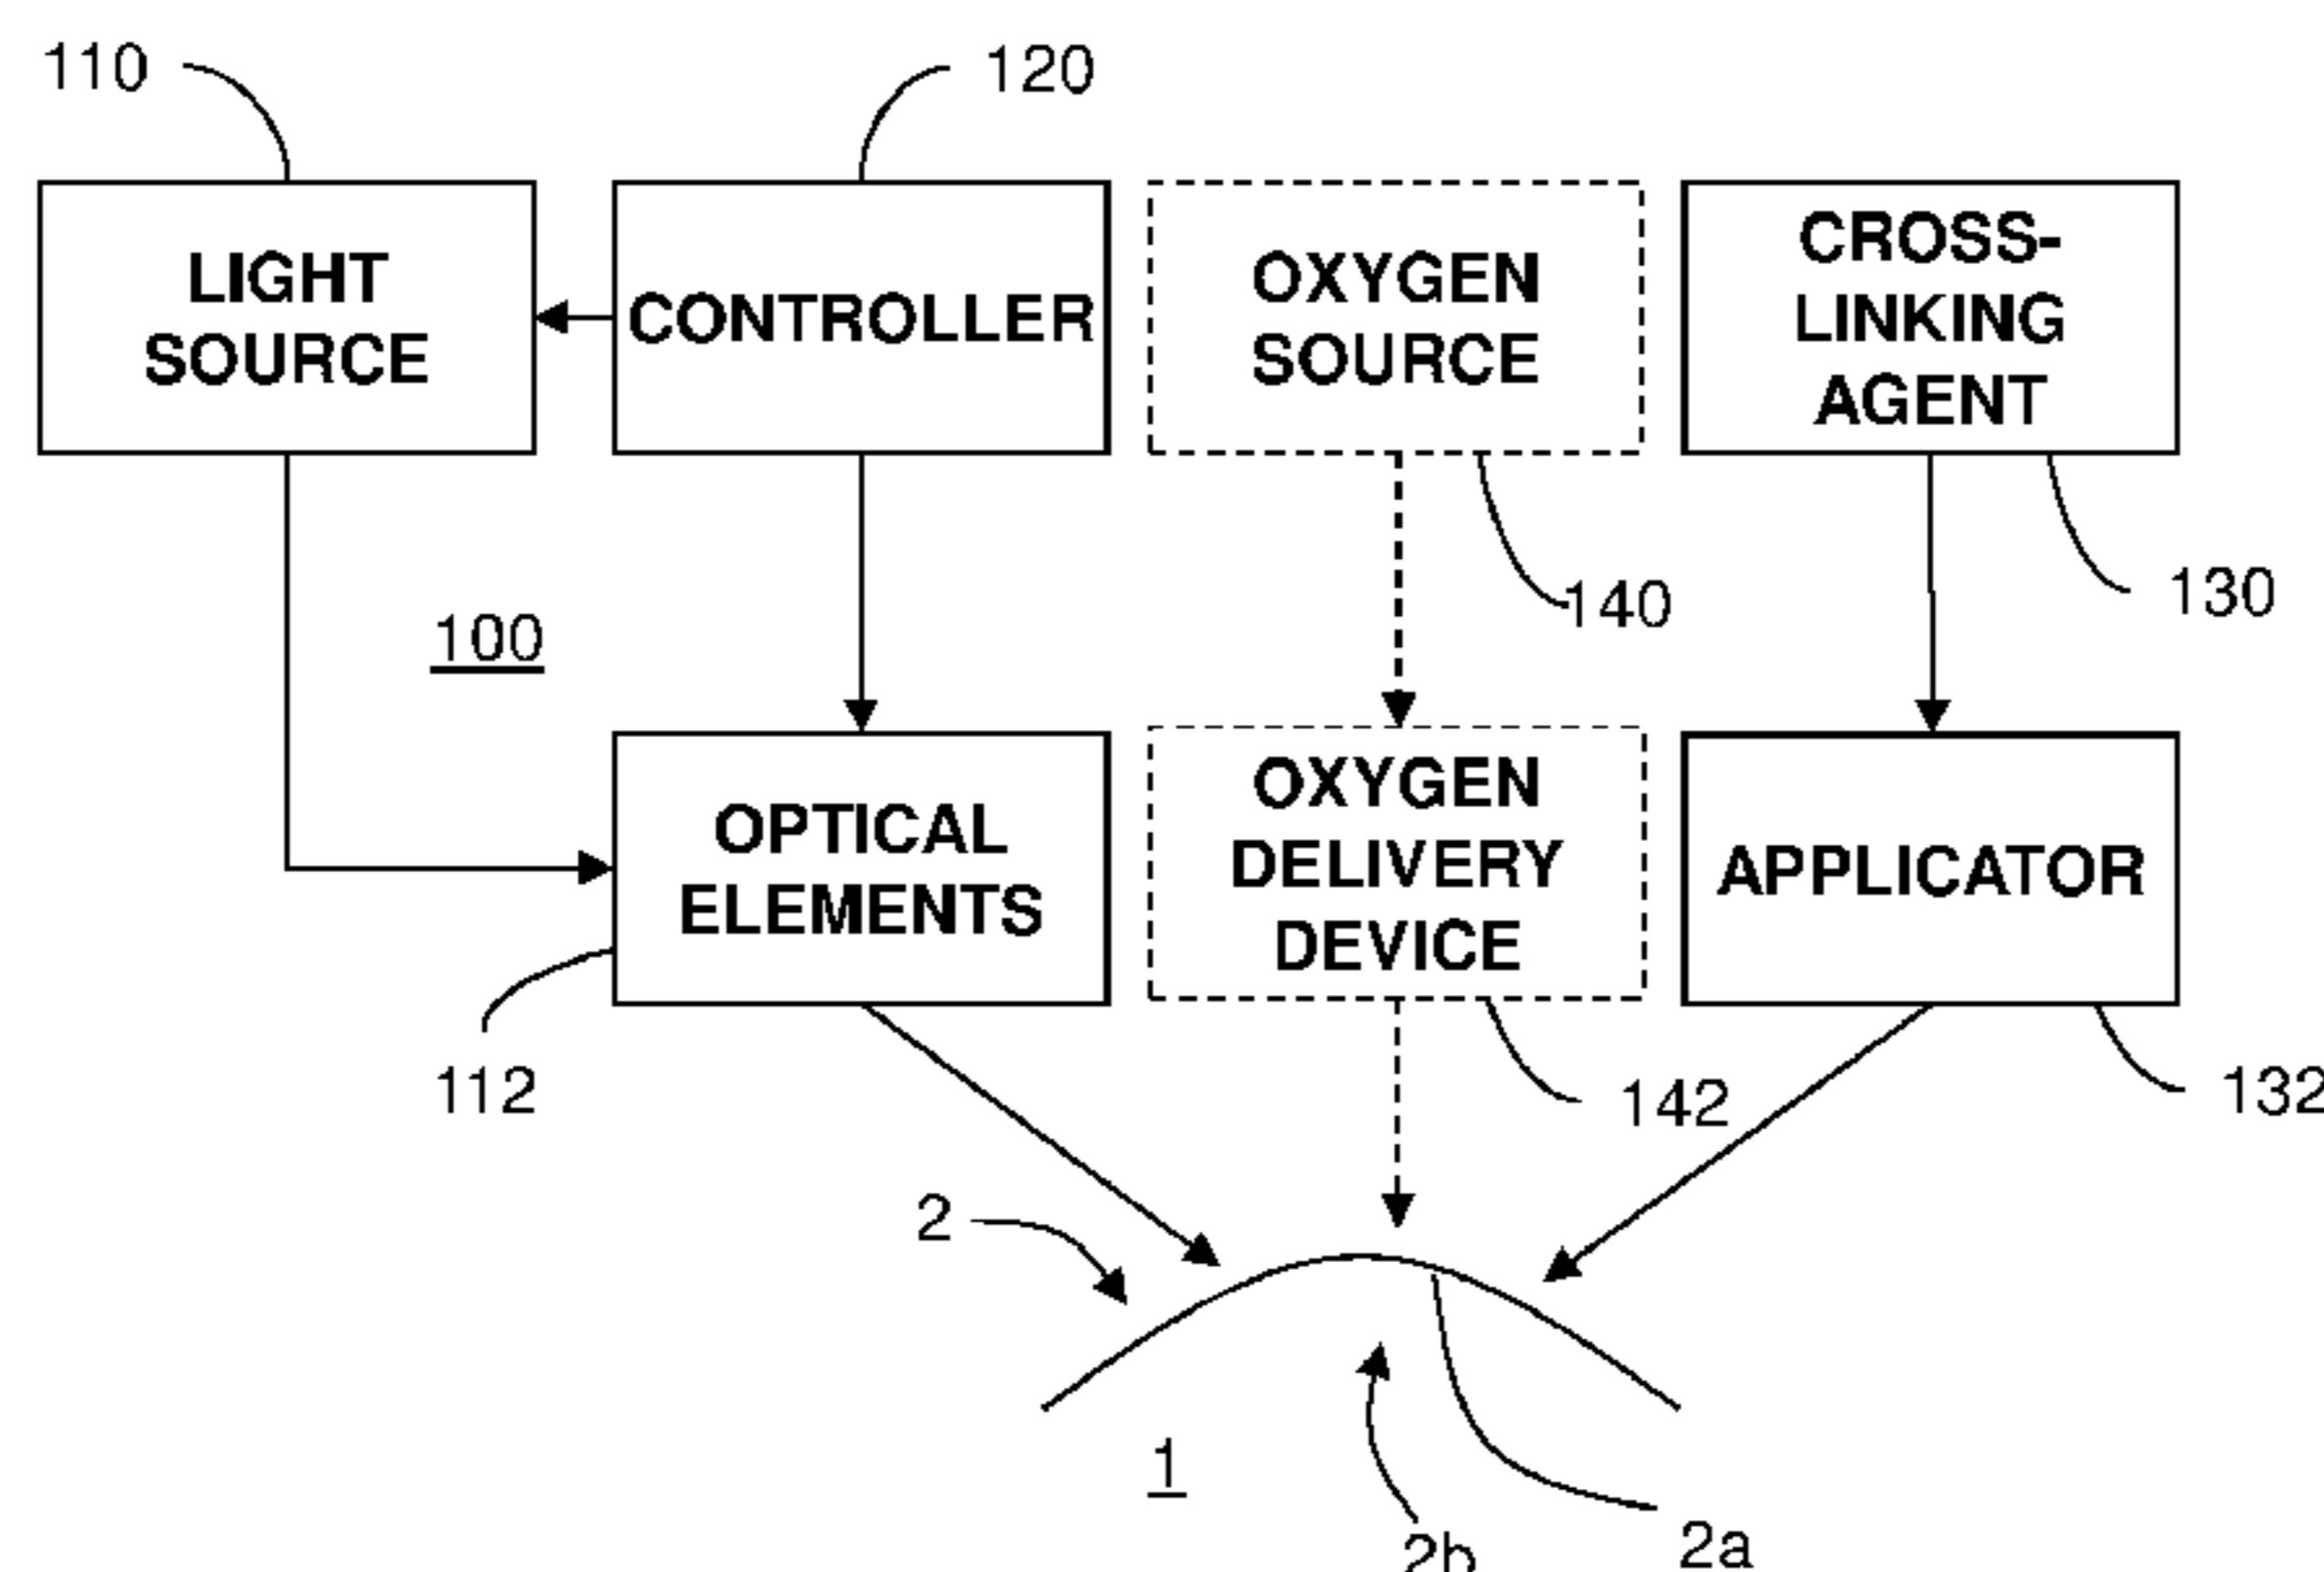 110
120
LIGHT
SOURCE
CONTROLLER
OXYGEN
SOURCE
CROSS-
LINKING
AGENT
140
130
100
OPTICAL
ELEMENTS
OXYGEN
DELIVERY
DEVICE
APPLICATOR
112
142
132
2
1
2b
2a